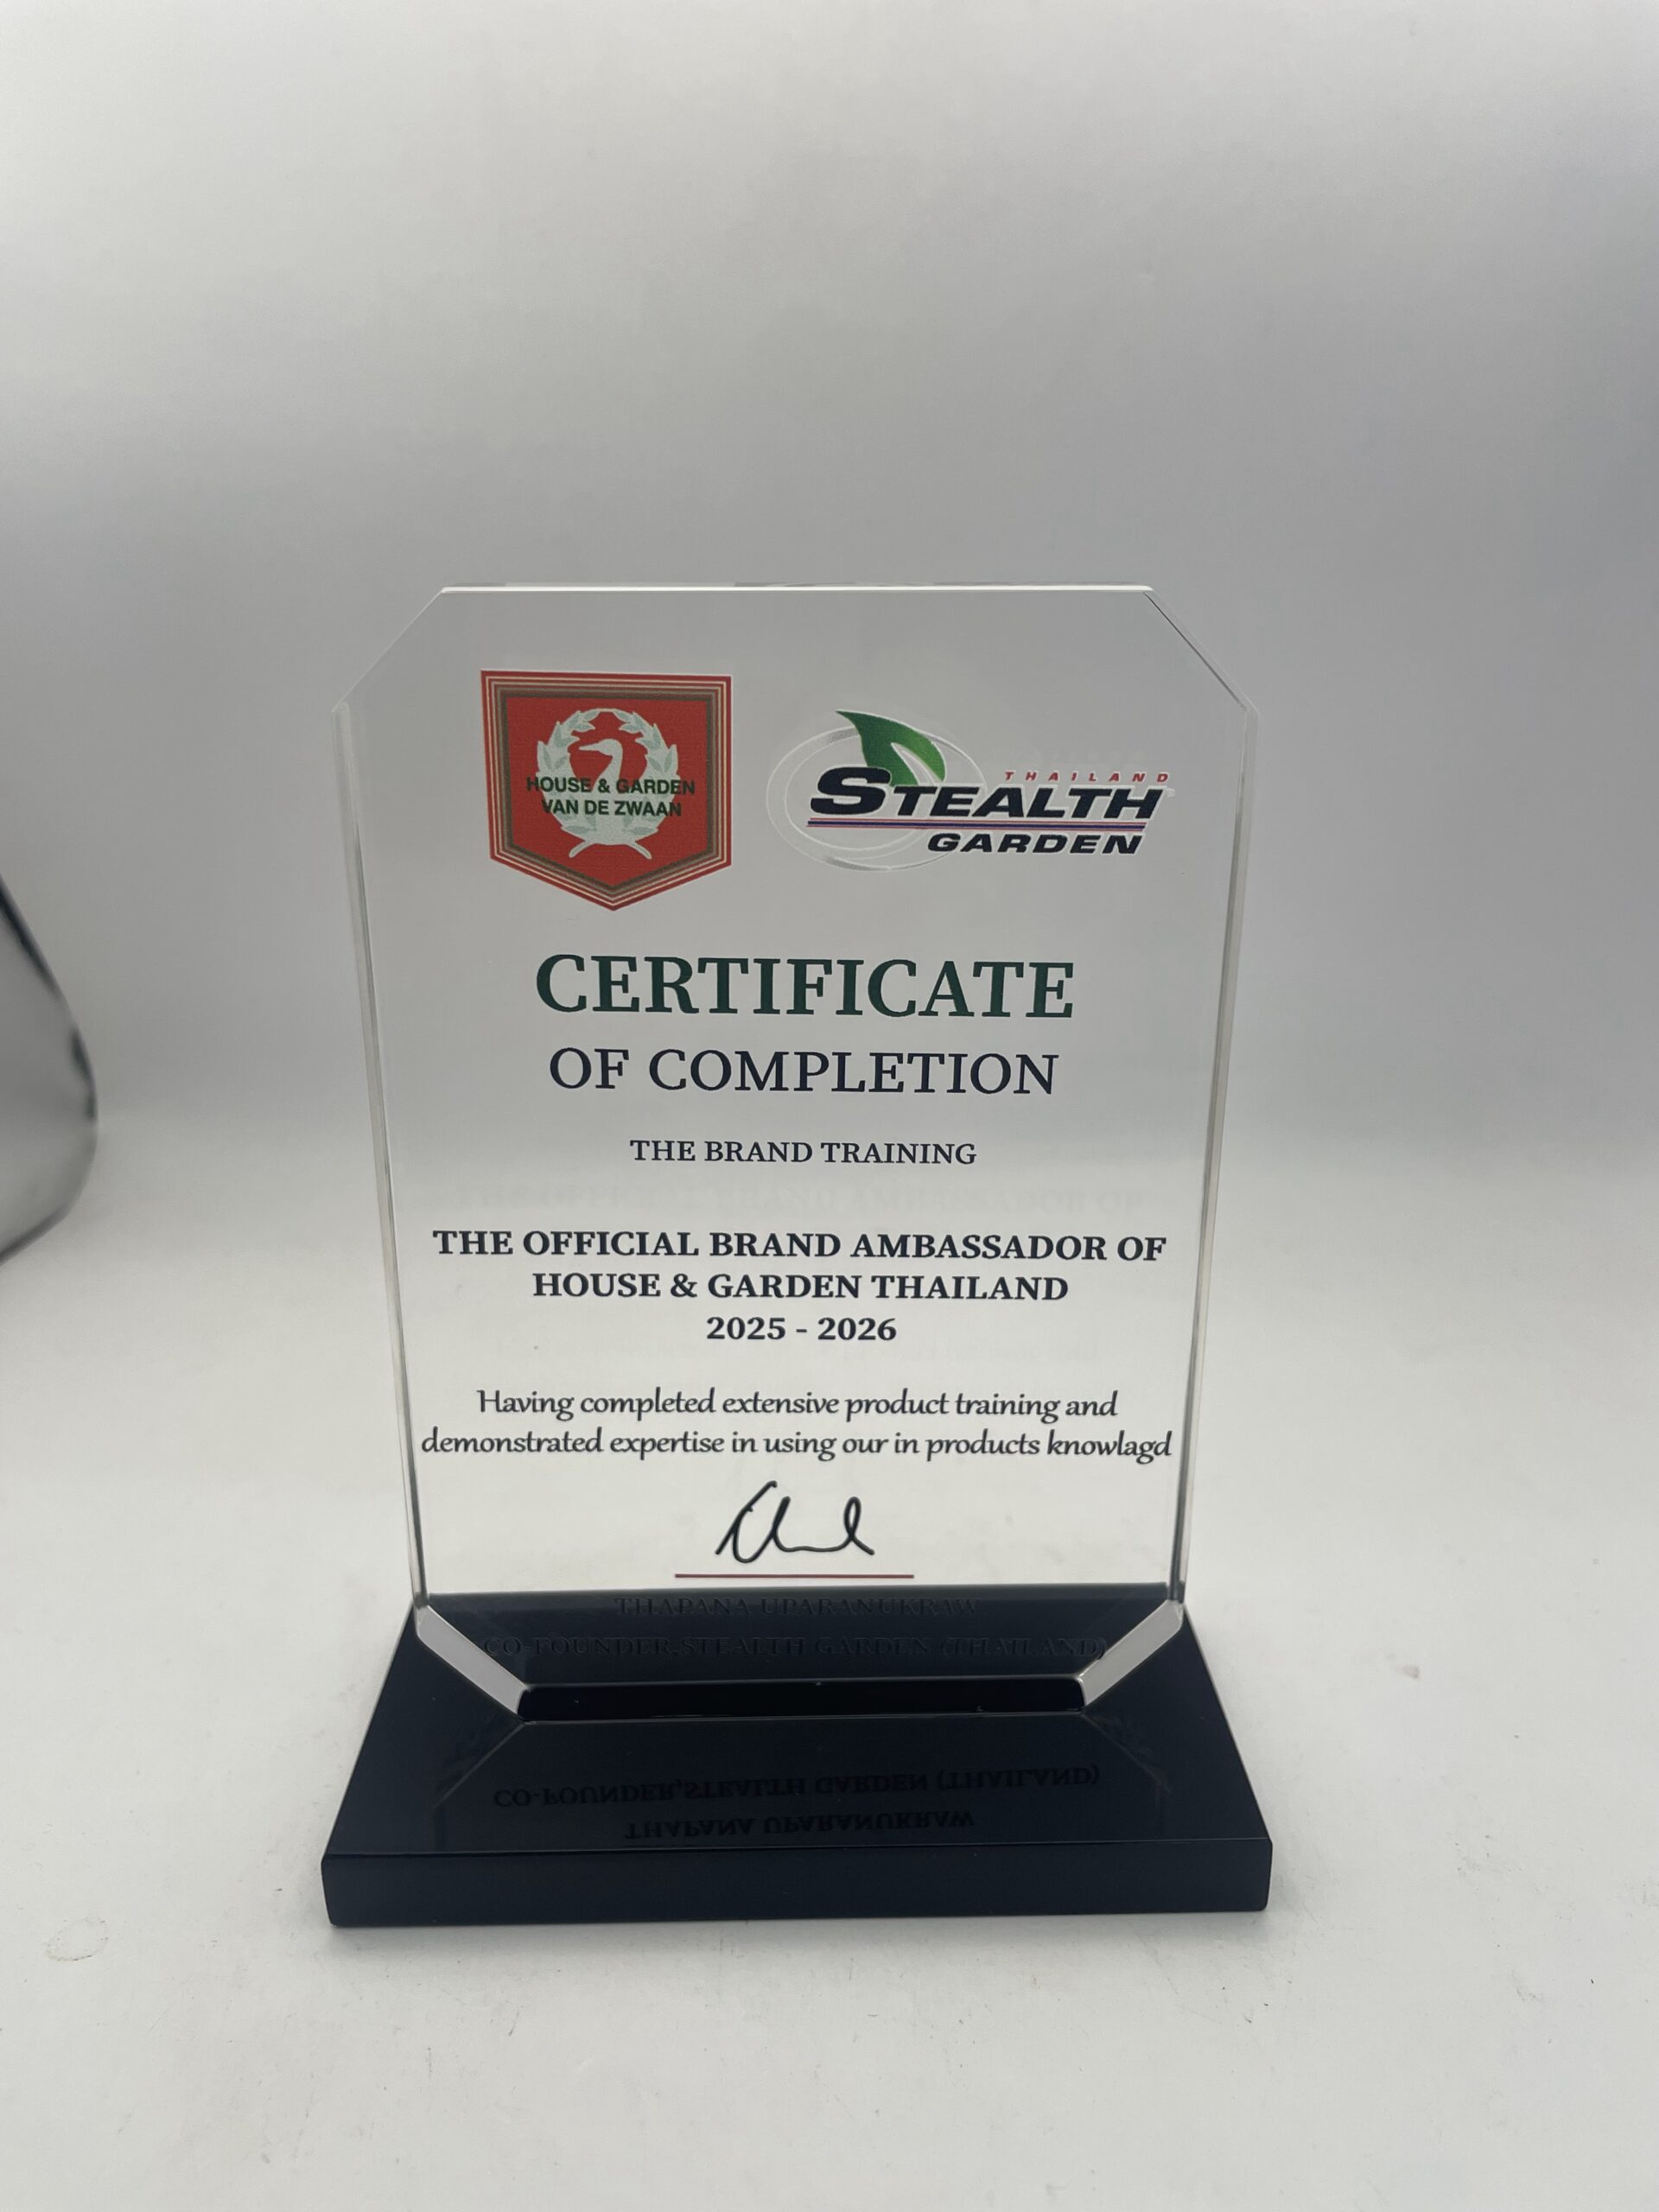 HOUSE & GARDEN
VAN DE ZWAAN
THAILAND
STEALTH
GARDEN
CERTIFICATE
OF COMPLETION
THE BRAND TRAINING
THE OFFICIAL BRAND AMBASSADOR OF
HOUSE & GARDEN THAILAND
2025 - 2026
Having completed extensive product training and
demonstrated expertise in using our in products knowlagd
THAPANA UPARANUKRAW
CO-FOUNDER,STEALTH GARDEN (THAILAND)